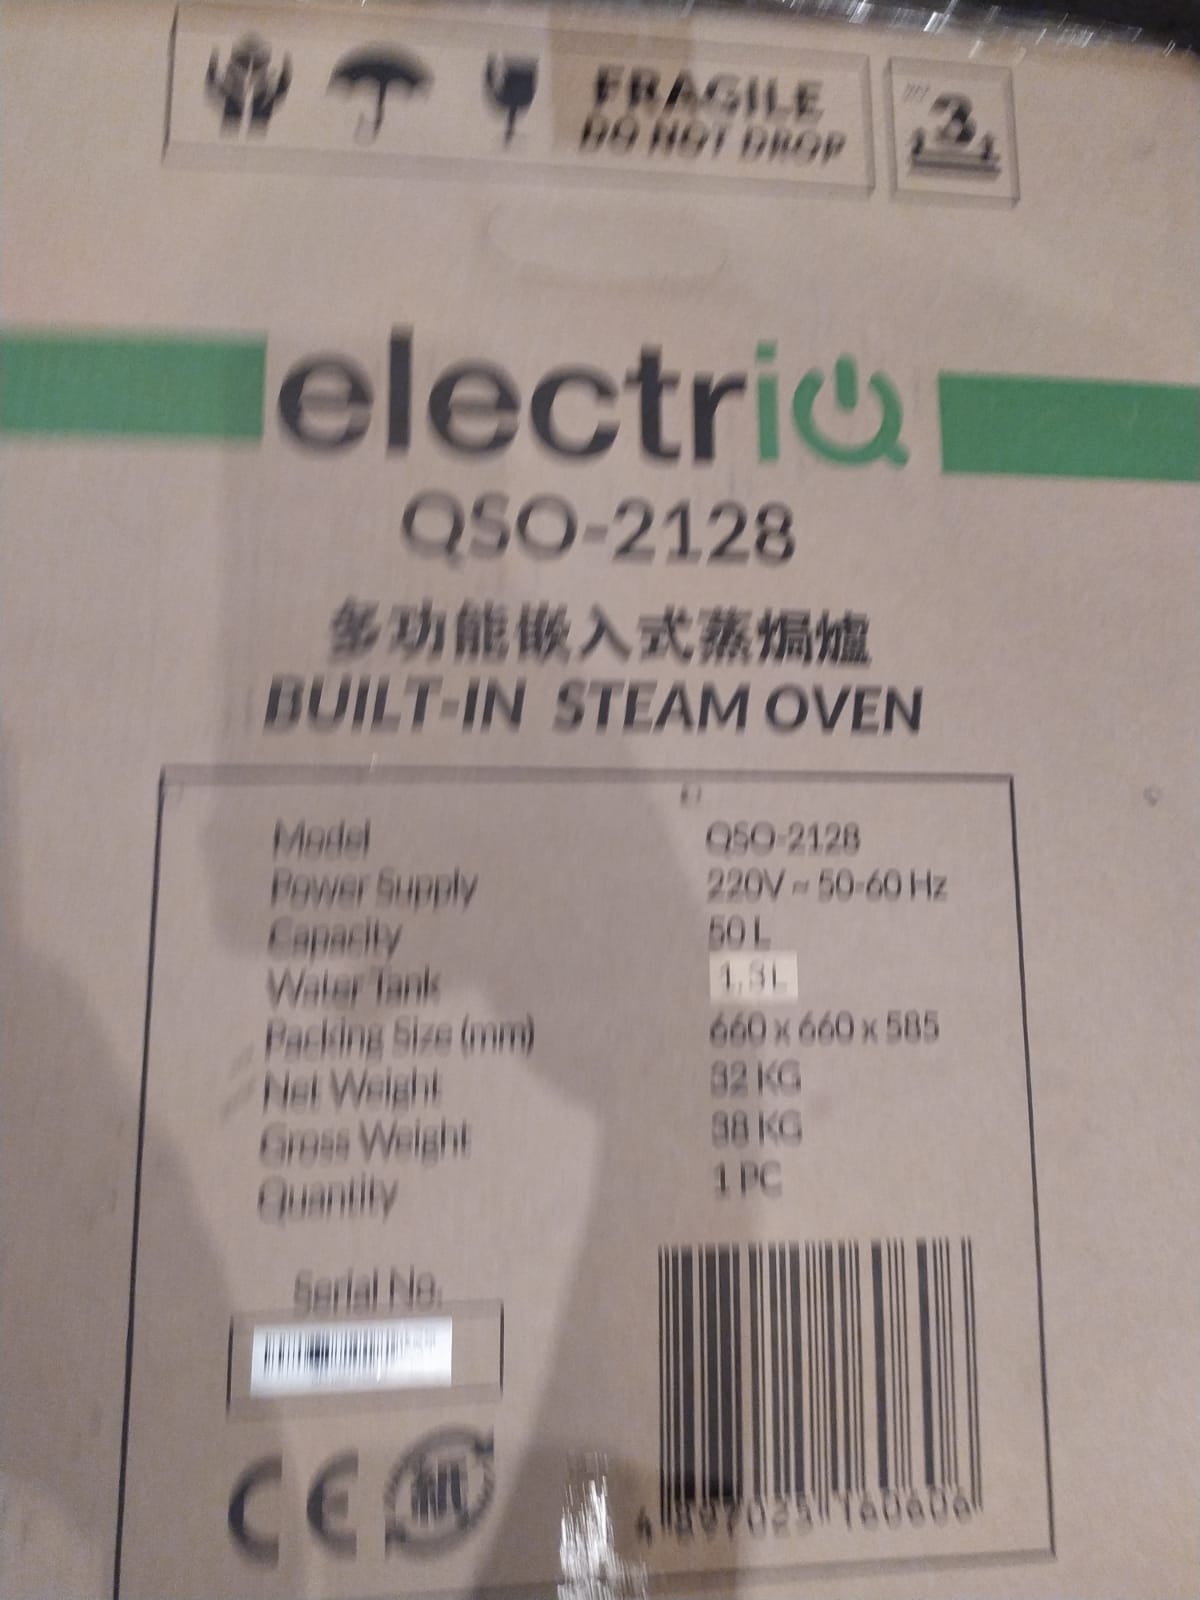 FRAGILE
DO NOT DROP
3
electriQ
QSO-2128
多功能嵌入式蒸焗爐
BUILT-IN STEAM OVEN
Model QSO-2128
Power Supply 220V ~ 50-60 Hz
Capacity 50 L
Water Tank 1.3L
Packing Size (mm) 660 x 660 x 585
Net Weight 32 KG
Gross Weight 38 KG
Quantity 1 PC
Serial No.
CE